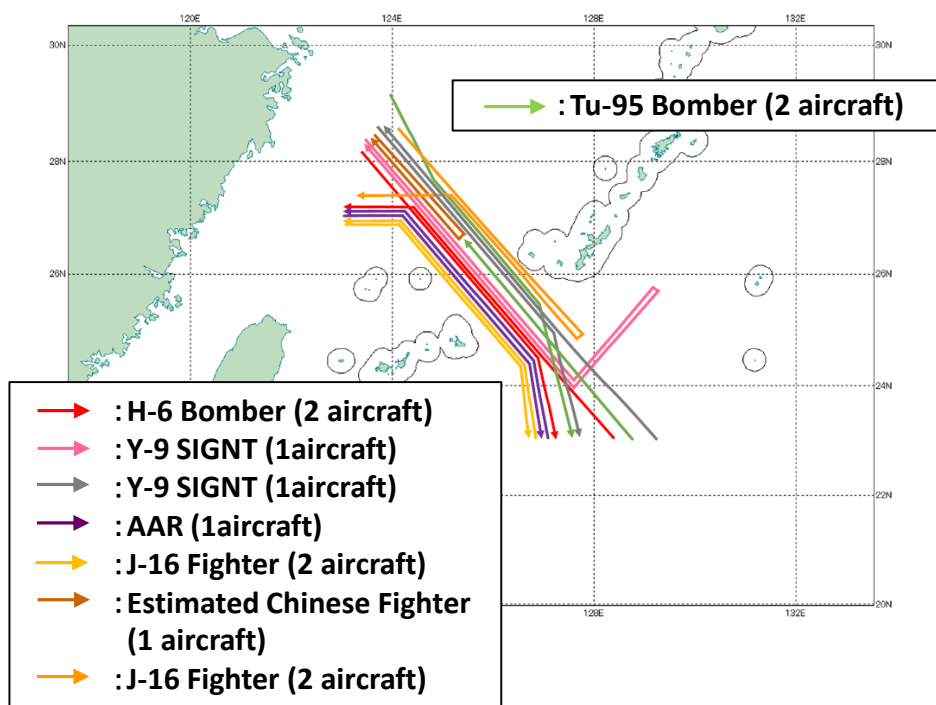 120E 124E 128E 132E
30N 30N
: Tu-95 Bomber (2 aircraft)
28N 28N
26N 26N
24N
: H-6 Bomber (2 aircraft)
: Y-9 SIGNT (1aircraft)
: Y-9 SIGNT (1aircraft)
: AAR (1aircraft)
: J-16 Fighter (2 aircraft)
: Estimated Chinese Fighter
(1 aircraft)
: J-16 Fighter (2 aircraft)
22N
20N
128E 132E